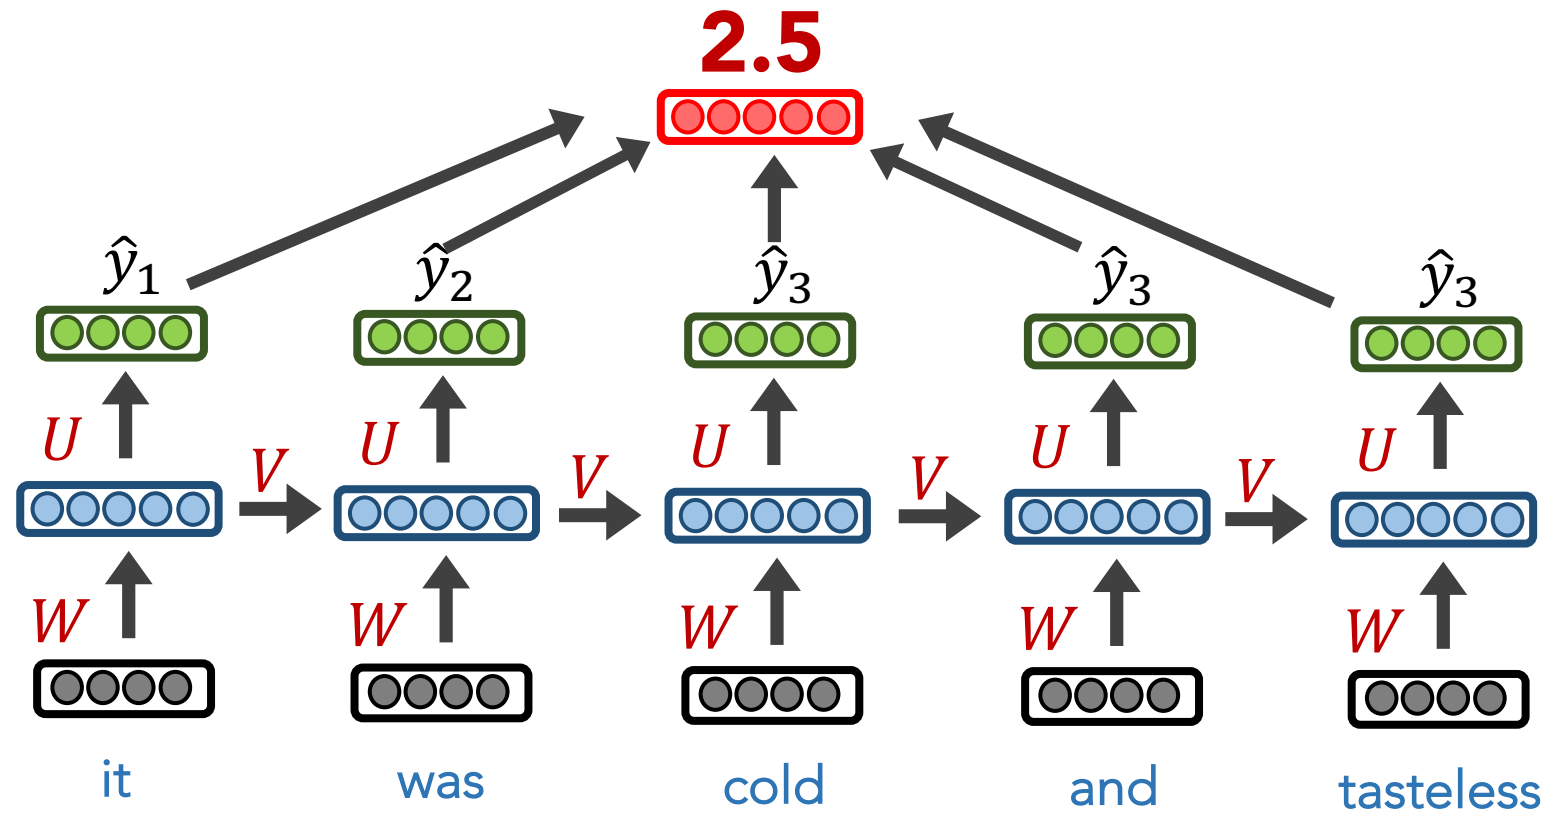 2.5
ŷ₁ ŷ₂ ŷ₃ ŷ₃ ŷ₃
U U U U U
V V V V
W W W W W
it was cold and tasteless